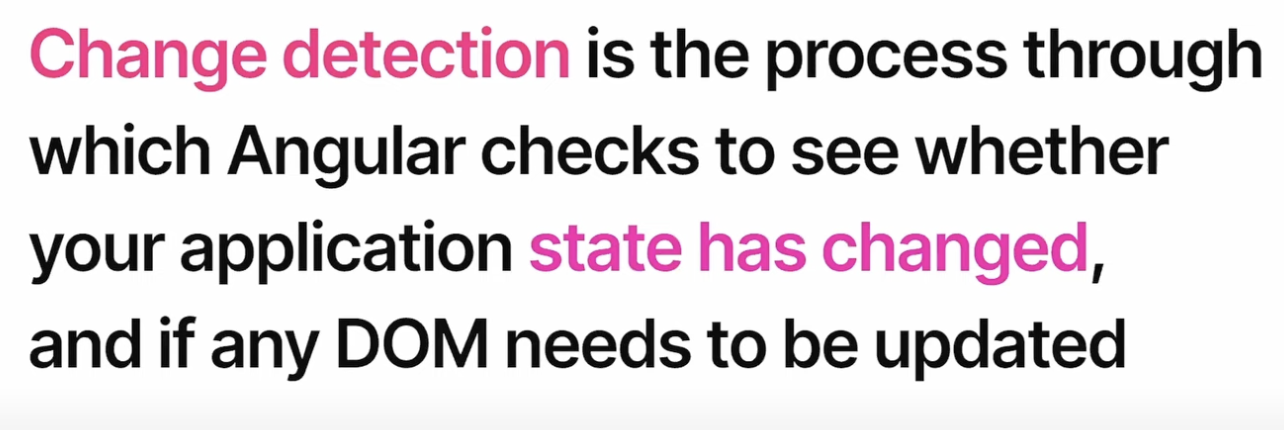 Change detection is the process through
which Angular checks to see whether
your application state has changed,
and if any DOM needs to be updated